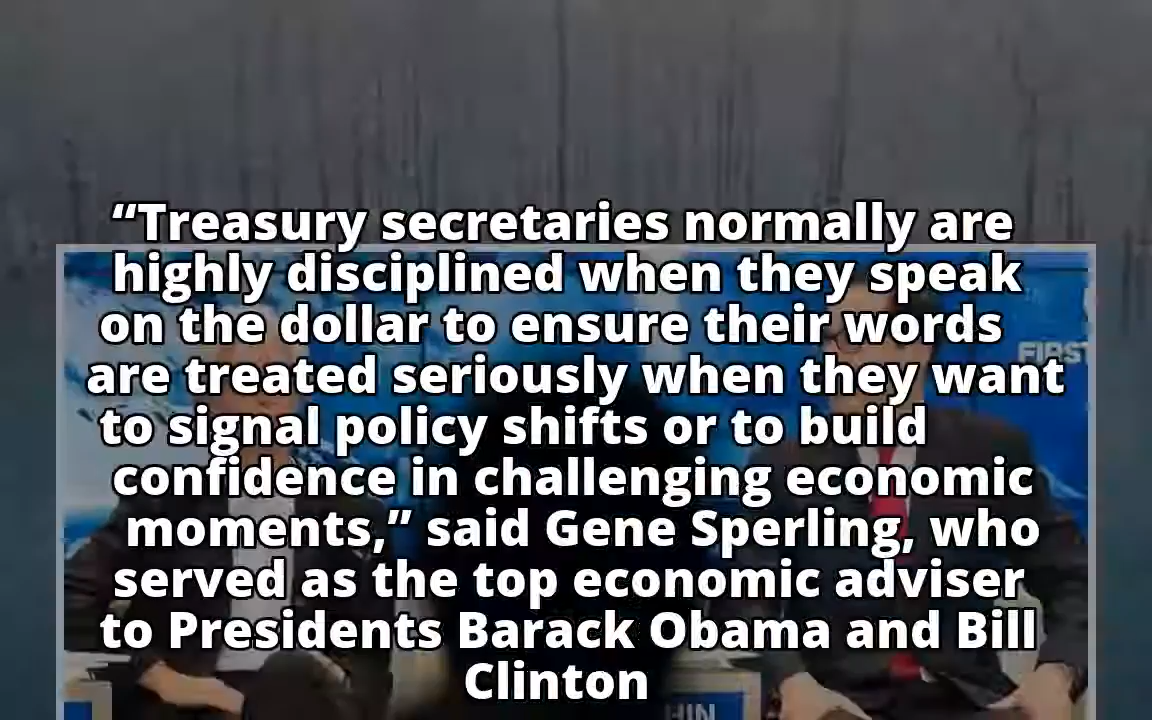 “Treasury secretaries normally are
highly disciplined when they speak
on the dollar to ensure their words
are treated seriously when they want
to signal policy shifts or to build
confidence in challenging economic
moments,” said Gene Sperling, who
served as the top economic adviser
to Presidents Barack Obama and Bill
Clinton
FIRST